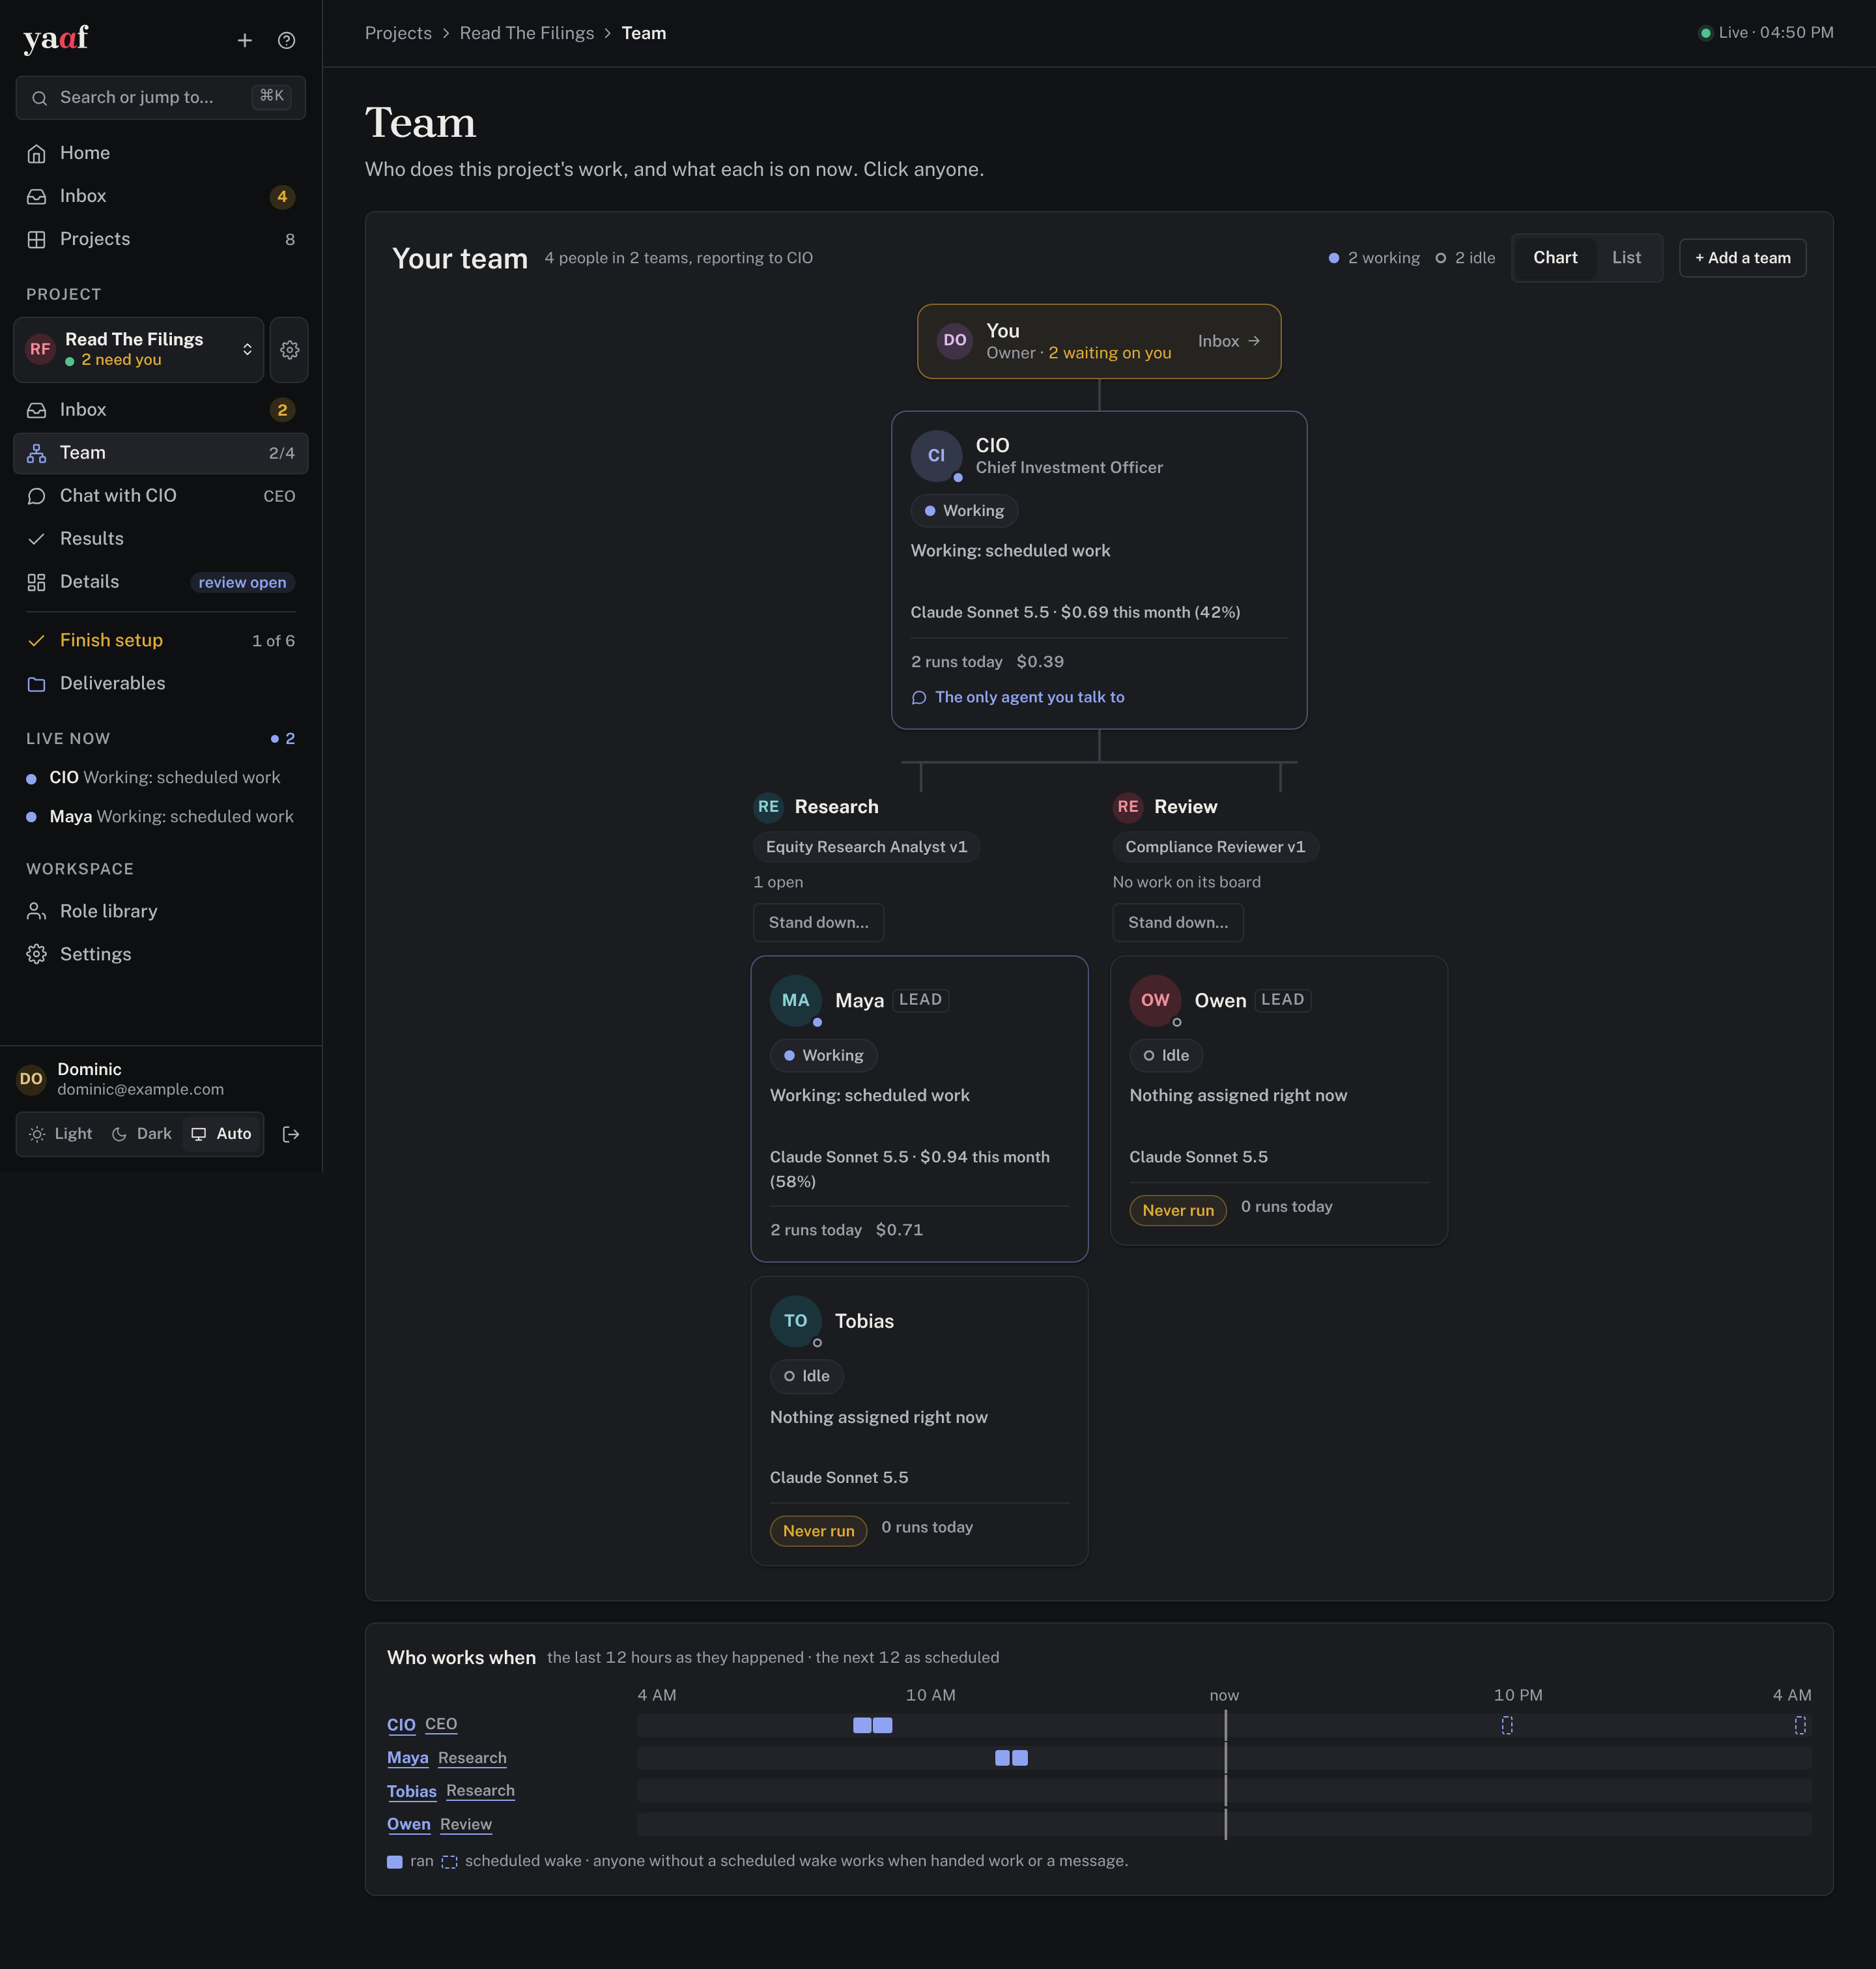 yaaf
Search or jump to... ⌘K
Home
Inbox 4
Projects 8
PROJECT
RF Read The Filings
2 need you
Inbox 2
Team 2/4
Chat with CIO CEO
Results
Details review open
Finish setup 1 of 6
Deliverables
LIVE NOW 2
CIO Working: scheduled work
Maya Working: scheduled work
WORKSPACE
Role library
Settings
DO Dominic
dominic@example.com
Light Dark Auto
Projects > Read The Filings > Team
Live · 04:50 PM
Team
Who does this project's work, and what each is on now. Click anyone.
Your team 4 people in 2 teams, reporting to CIO
2 working 2 idle Chart List + Add a team
DO You
Owner · 2 waiting on you
Inbox →
CI CIO
Chief Investment Officer
Working
Working: scheduled work
Claude Sonnet 5.5 · $0.69 this month (42%)
2 runs today $0.39
The only agent you talk to
RE Research
Equity Research Analyst v1
1 open
Stand down...
MA Maya LEAD
Working
Working: scheduled work
Claude Sonnet 5.5 · $0.94 this month
(58%)
2 runs today $0.71
TO Tobias
Idle
Nothing assigned right now
Claude Sonnet 5.5
Never run 0 runs today
RE Review
Compliance Reviewer v1
No work on its board
Stand down...
OW Owen LEAD
Idle
Nothing assigned right now
Claude Sonnet 5.5
Never run 0 runs today
Who works when the last 12 hours as they happened · the next 12 as scheduled
4 AM 10 AM now 10 PM 4 AM
CIO CEO
Maya Research
Tobias Research
Owen Review
ran scheduled wake · anyone without a scheduled wake works when handed work or a message.